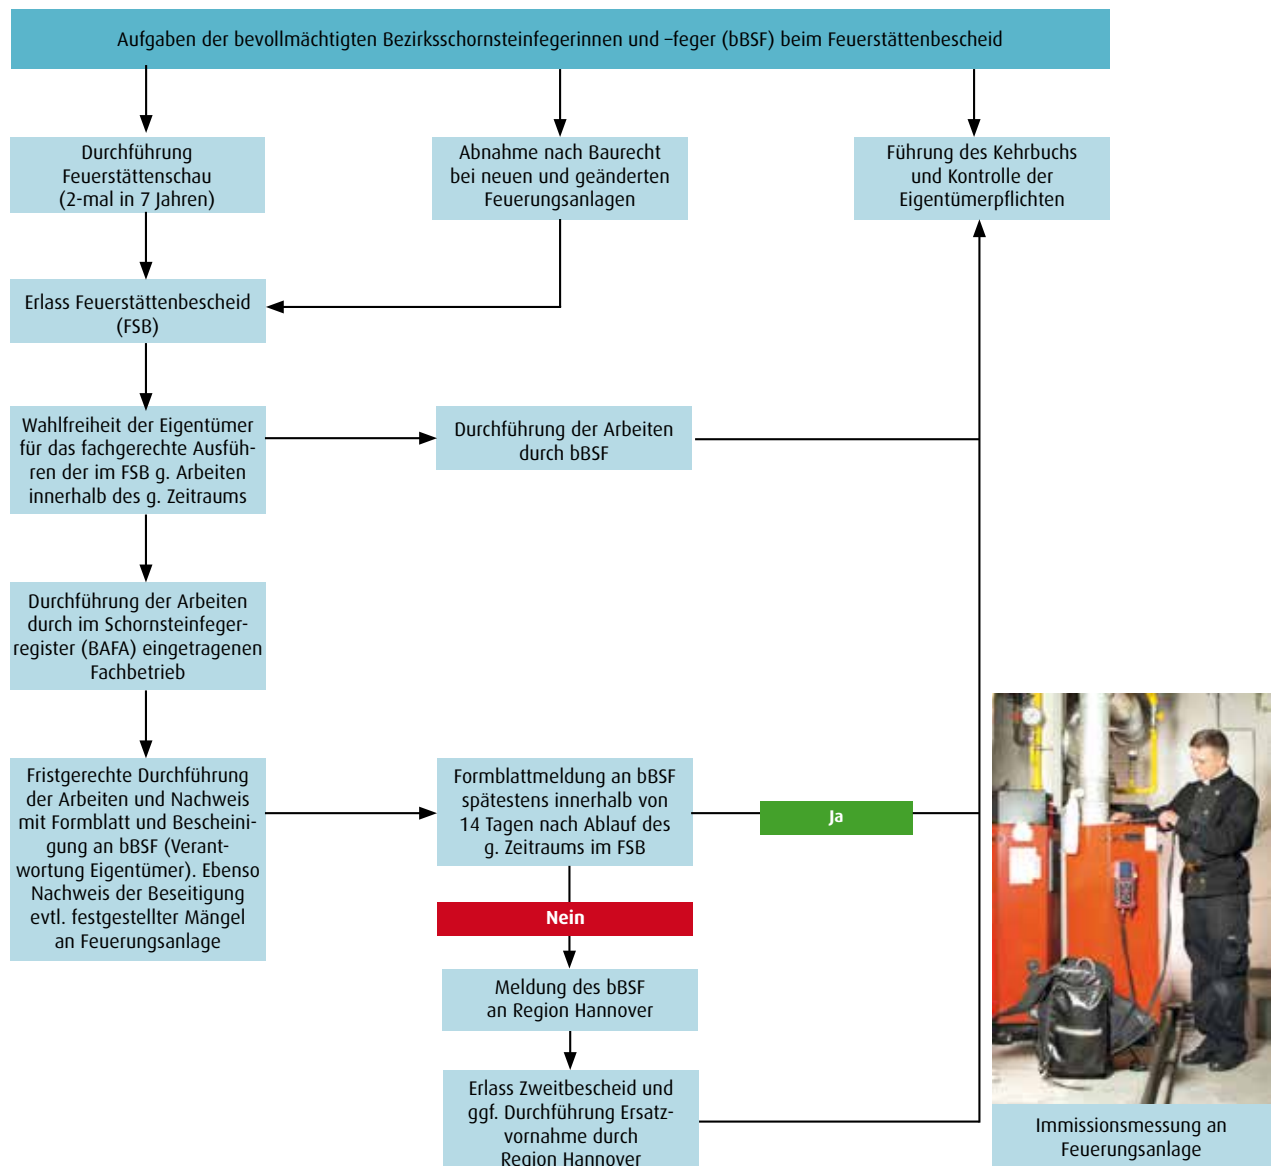 Aufgaben der bevollmächtigten Bezirksschornsteinfegerinnen und –feger (bBSF) beim Feuerstättenbescheid
Durchführung
Feuerstättenschau
(2-mal in 7 Jahren)
Abnahme nach Baurecht
bei neuen und geänderten
Feuerungsanlagen
Führung des Kehrbuchs
und Kontrolle der
Eigentümerpflichten
Erlass Feuerstättenbescheid
(FSB)
Wahlfreiheit der Eigentümer
für das fachgerechte Ausfüh-
ren der im FSB g. Arbeiten
innerhalb des g. Zeitraums
Durchführung der Arbeiten
durch bBSF
Durchführung der Arbeiten
durch im Schornsteinfeger-
register (BAFA) eingetragenen
Fachbetrieb
Fristgerechte Durchführung
der Arbeiten und Nachweis
mit Formblatt und Bescheini-
gung an bBSF (Verant-
wortung Eigentümer). Ebenso
Nachweis der Beseitigung
evtl. festgestellter Mängel
an Feuerungsanlage
Formblattmeldung an bBSF
spätestens innerhalb von
14 Tagen nach Ablauf des
g. Zeitraums im FSB
Ja
Nein
Meldung des bBSF
an Region Hannover
Erlass Zweitbescheid und
ggf. Durchführung Ersatz-
vornahme durch
Region Hannover
Immissionsmessung an
Feuerungsanlage